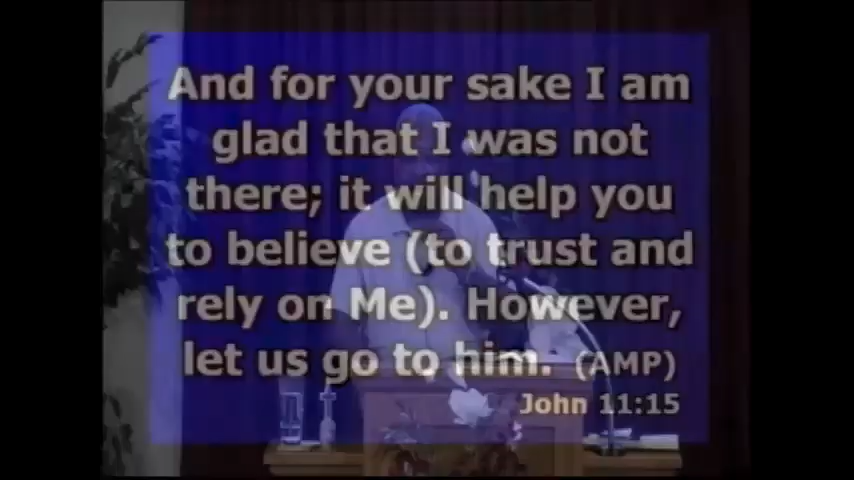 And for your sake I am
glad that I was not
there; it will help you
to believe (to trust and
rely on Me). However,
let us go to him. (AMP)
John 11:15